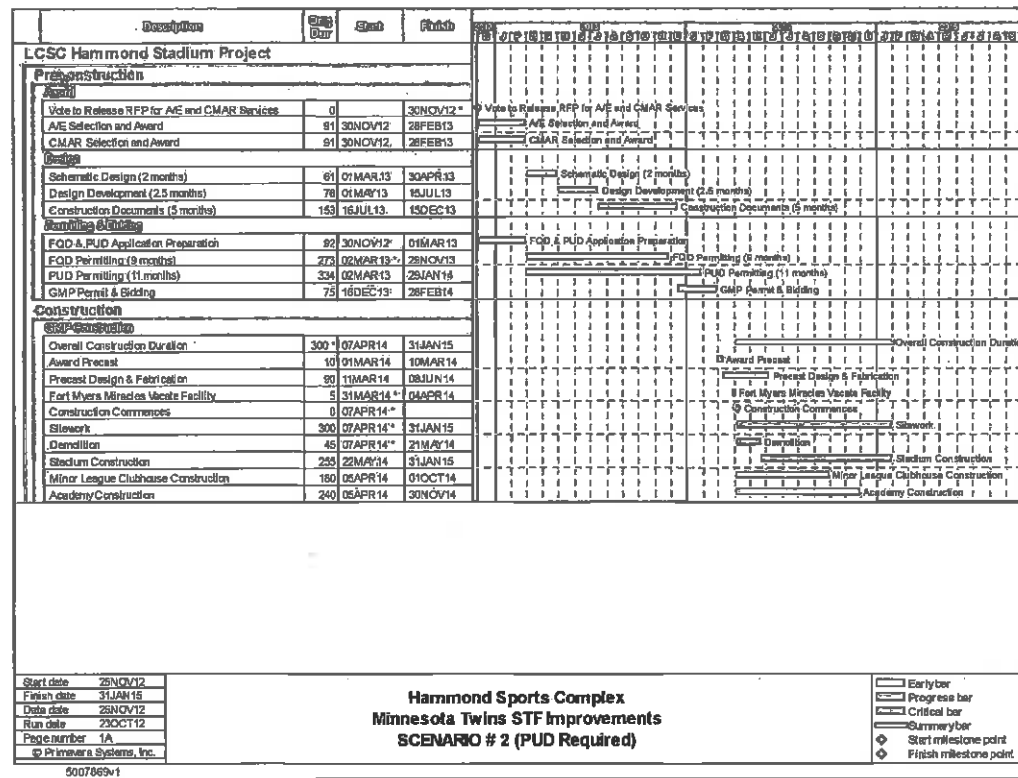 Description Orig Dur Start Finish
LCSC Hammond Stadium Project
Preconstruction
Award
Vote to Release RFP for A/E and CMAR Services 0 30NOV12 * Vote to Release RFP for A/E and CMAR Services
A/E Selection and Award 91 30NOV12 28FEB13 A/E Selection and Award
CMAR Selection and Award 91 30NOV12 28FEB13 CMAR Selection and Award
Design
Schematic Design (2 months) 61 01MAR13 30APR13 Schematic Design (2 months)
Design Development (2.5 months) 76 01MAY13 15JUL13 Design Development (2.5 months)
Construction Documents (5 months) 153 16JUL13 15DEC13 Construction Documents (5 months)
Permitting & Bidding
FQD & PUD Application Preparation 92 30NOV12 01MAR13 FQD & PUD Application Preparation
FQD Permitting (9 months) 273 02MAR13 * 29NOV13 FQD Permitting (9 months)
PUD Permitting (11 months) 334 02MAR13 29JAN14 PUD Permitting (11 months)
GMP Permit & Bidding 75 16DEC13 28FEB14 GMP Permit & Bidding
Construction
GMP Construction
Overall Construction Duration 300 * 07APR14 31JAN15 Overall Construction Duratio
Award Precast 10 01MAR14 10MAR14 Award Precast
Precast Design & Fabrication 90 11MAR14 08JUN14 Precast Design & Fabrication
Fort Myers Miracles Vacate Facility 5 31MAR14 * 04APR14 Fort Myers Miracles Vacate Facility
Construction Commences 0 07APR14 * Construction Commences
Sitework 300 07APR14 * 31JAN15 Sitework
Demolition 45 07APR14 * 21MAY14 Demolition
Stadium Construction 255 22MAY14 31JAN15 Stadium Construction
Minor League Clubhouse Construction 180 05APR14 01OCT14 Minor League Clubhouse Construction
Academy Construction 240 05APR14 30NOV14 Academy Construction
Start date 25NOV12
Finish date 31JAN15
Data date 25NOV12
Run date 23OCT12
Page number 1A
© Primavera Systems, Inc.
Hammond Sports Complex
Minnesota Twins STF Improvements
SCENARIO # 2 (PUD Required)
Early bar
Progress bar
Critical bar
Summary bar
Start milestone point
Finish milestone point
5007869v1